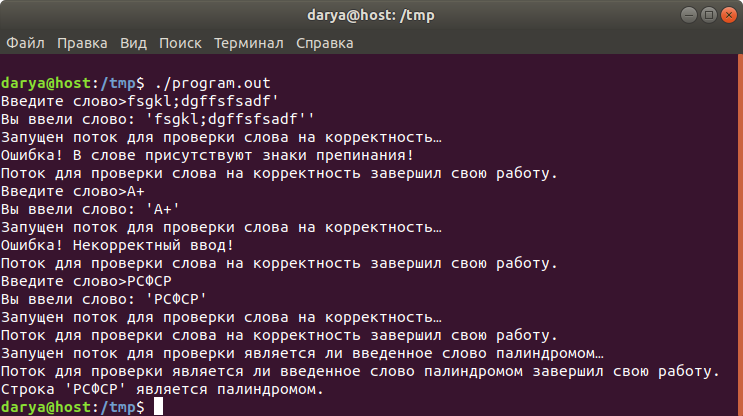 darya@host: /tmp
Файл Правка Вид Поиск Терминал Справка
darya@host:/tmp$ ./program.out
Введите слово>fsgkl;dgffsfsadf'
Вы ввели слово: 'fsgkl;dgffsfsadf''
Запущен поток для проверки слова на корректность…
Ошибка! В слове присутствуют знаки препинания!
Поток для проверки слова на корректность завершил свою работу.
Введите слово>А+
Вы ввели слово: 'А+'
Запущен поток для проверки слова на корректность…
Ошибка! Некорректный ввод!
Поток для проверки слова на корректность завершил свою работу.
Введите слово>РСФСР
Вы ввели слово: 'РСФСР'
Запущен поток для проверки слова на корректность…
Поток для проверки слова на корректность завершил свою работу.
Запущен поток для проверки является ли введенное слово палиндромом…
Поток для проверки является ли введенное слово палиндромом завершил свою работу.
Строка 'РСФСР' является палиндромом.
darya@host:/tmp$